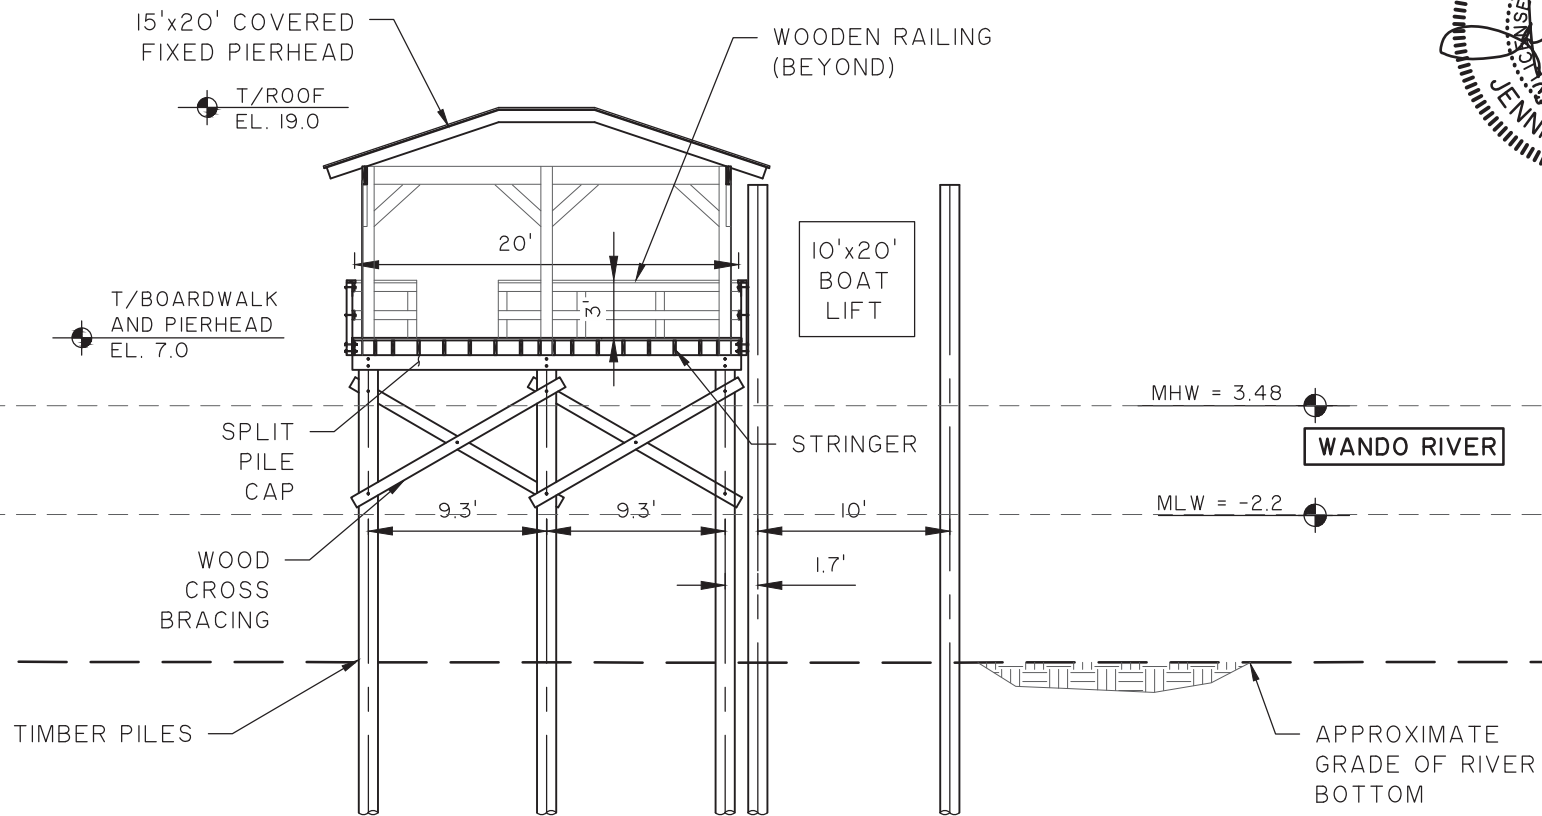 15'x20' COVERED
FIXED PIERHEAD
WOODEN RAILING
(BEYOND)
T/ROOF
EL. 19.0
20'
10'x20'
BOAT
LIFT
3'
T/BOARDWALK
AND PIERHEAD
EL. 7.0
MHW = 3.48
SPLIT
PILE
CAP
STRINGER
WANDO RIVER
MLW = -2.2
9.3'
9.3'
10'
1.7'
WOOD
CROSS
BRACING
TIMBER PILES
APPROXIMATE
GRADE OF RIVER
BOTTOM